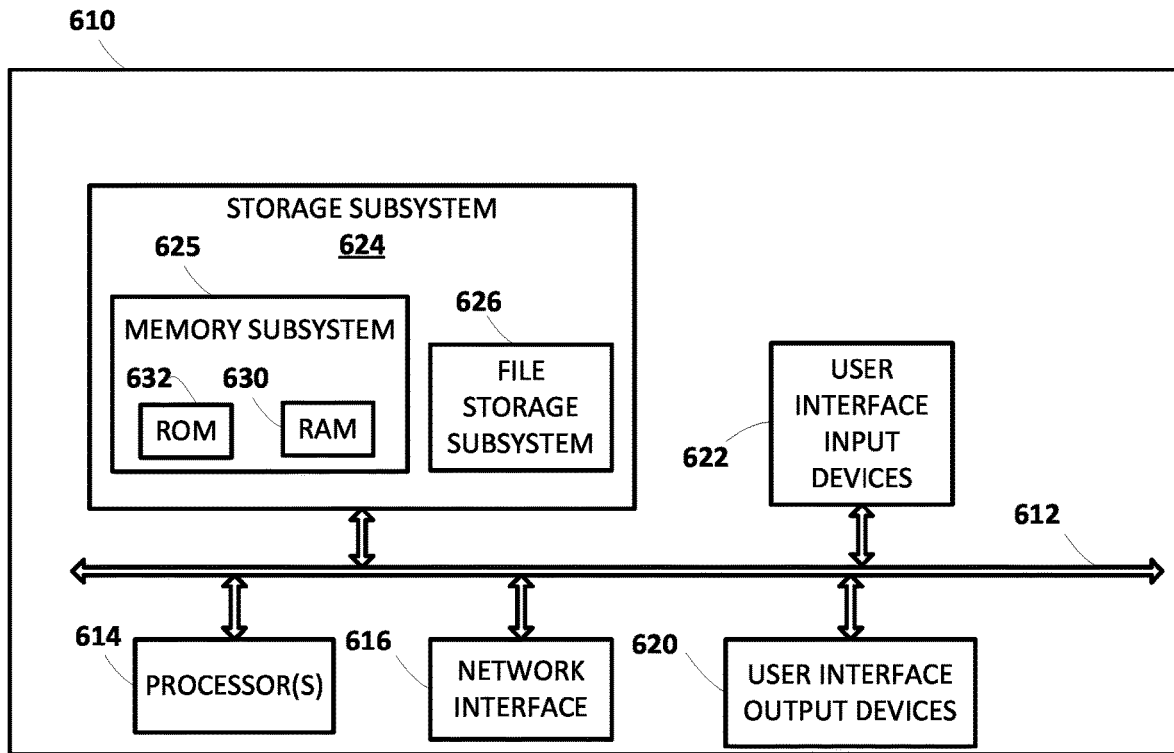 610
STORAGE SUBSYSTEM
624
625
626
MEMORY SUBSYSTEM
632
630
ROM
RAM
FILE
STORAGE
SUBSYSTEM
USER
INTERFACE
INPUT
DEVICES
622
612
614
PROCESSOR(S)
616
NETWORK
INTERFACE
620
USER INTERFACE
OUTPUT DEVICES